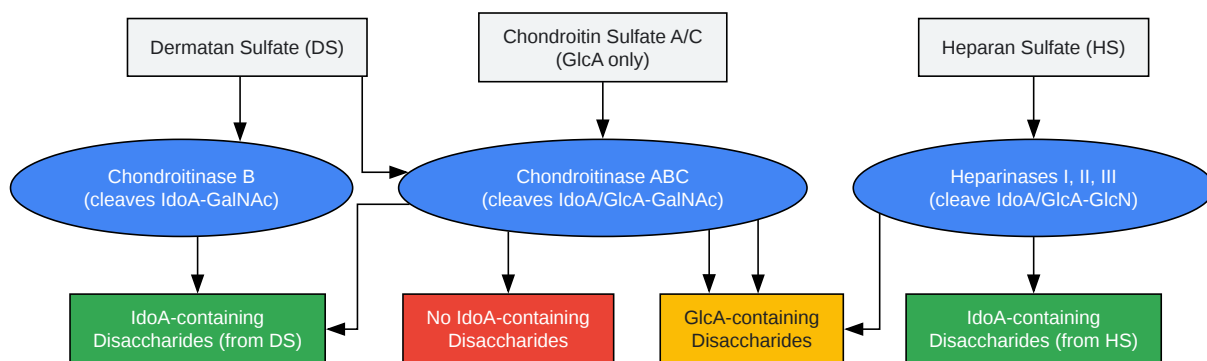 Dermatan Sulfate (DS)
Chondroitin Sulfate A/C
(GlcA only)
Heparan Sulfate (HS)
Chondroitinase B
(cleaves IdoA-GalNAc)
Chondroitinase ABC
(cleaves IdoA/GlcA-GalNAc)
Heparinases I, II, III
(cleave IdoA/GlcA-GlcN)
IdoA-containing
Disaccharides (from DS)
No IdoA-containing
Disaccharides
GlcA-containing
Disaccharides
IdoA-containing
Disaccharides (from HS)